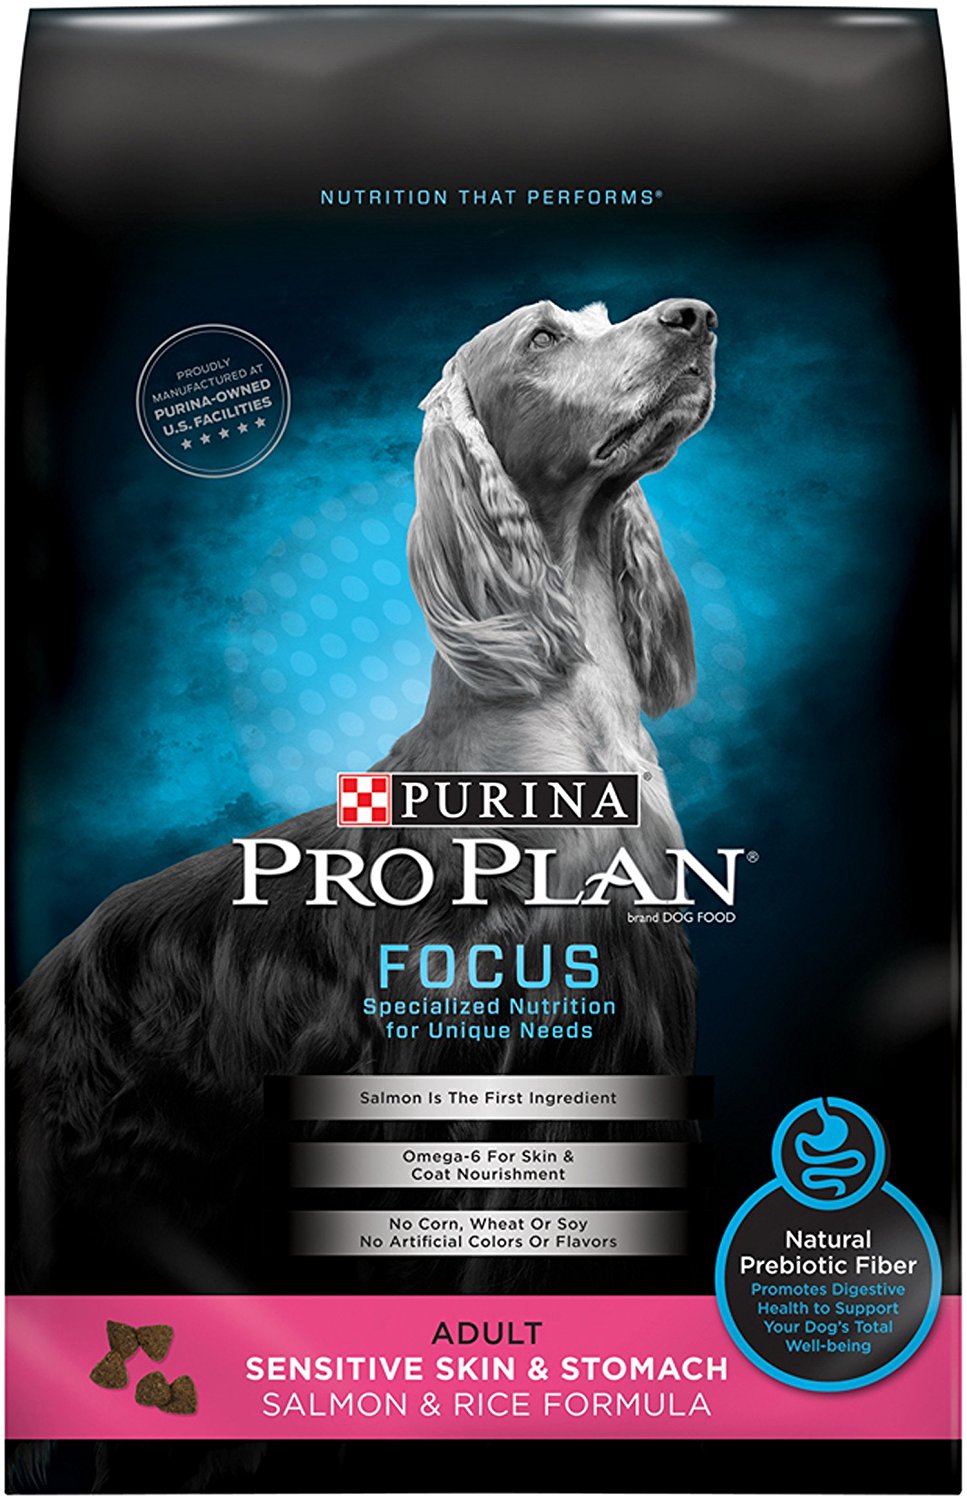 NUTRITION THAT PERFORMS®
PROUDLY
MANUFACTURED AT
PURINA-OWNED
U.S. FACILITIES
PURINA®
PRO PLAN®
brand DOG FOOD
FOCUS
Specialized Nutrition
for Unique Needs
Salmon Is The First Ingredient
Omega-6 For Skin &
Coat Nourishment
No Corn, Wheat Or Soy
No Artificial Colors Or Flavors
Natural
Prebiotic Fiber
Promotes Digestive
Health to Support
Your Dog's Total
Well-being
ADULT
SENSITIVE SKIN & STOMACH
SALMON & RICE FORMULA